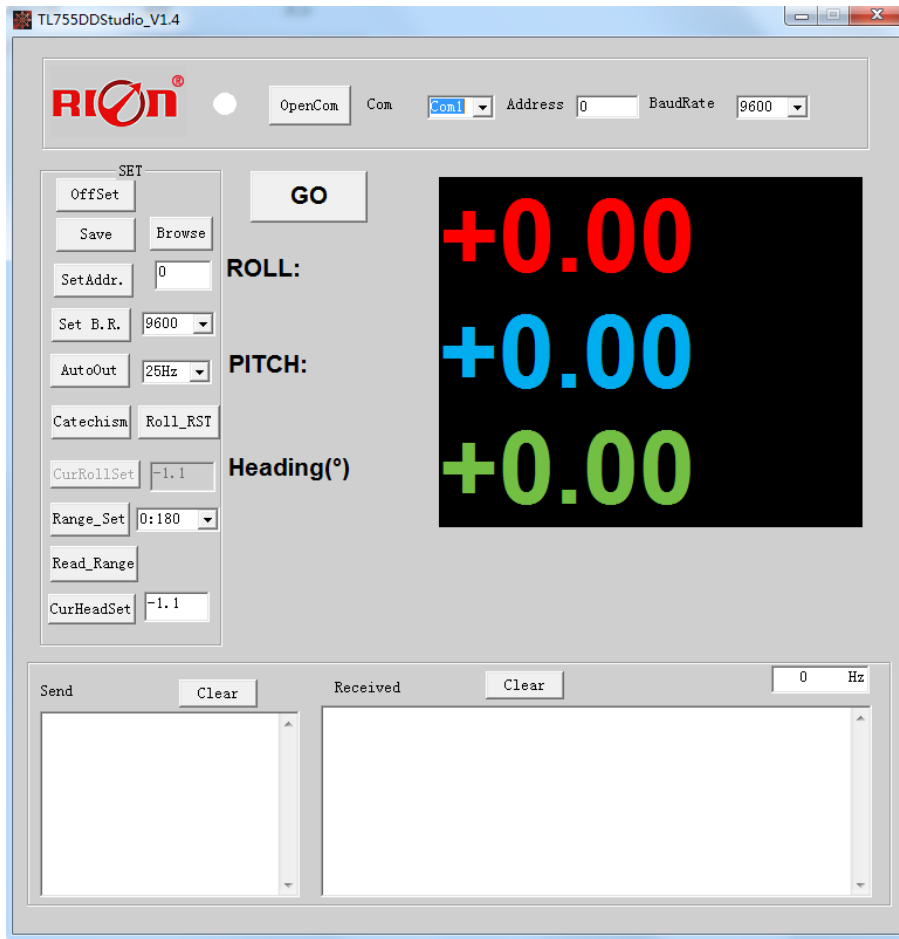 TL755DDStudio_V1.4
RION®
OpenCom Com Com1 Address 0 BaudRate 9600
SET
OffSet
GO
+0.00
Save Browse
SetAddr. 0
ROLL:
Set B.R. 9600
+0.00
AutoOut 25Hz
PITCH:
Catechism Roll_RST
CurRollSet -1.1
Heading(°)
+0.00
Range_Set 0:180
Read_Range
CurHeadSet -1.1
Send Clear Received Clear 0 Hz